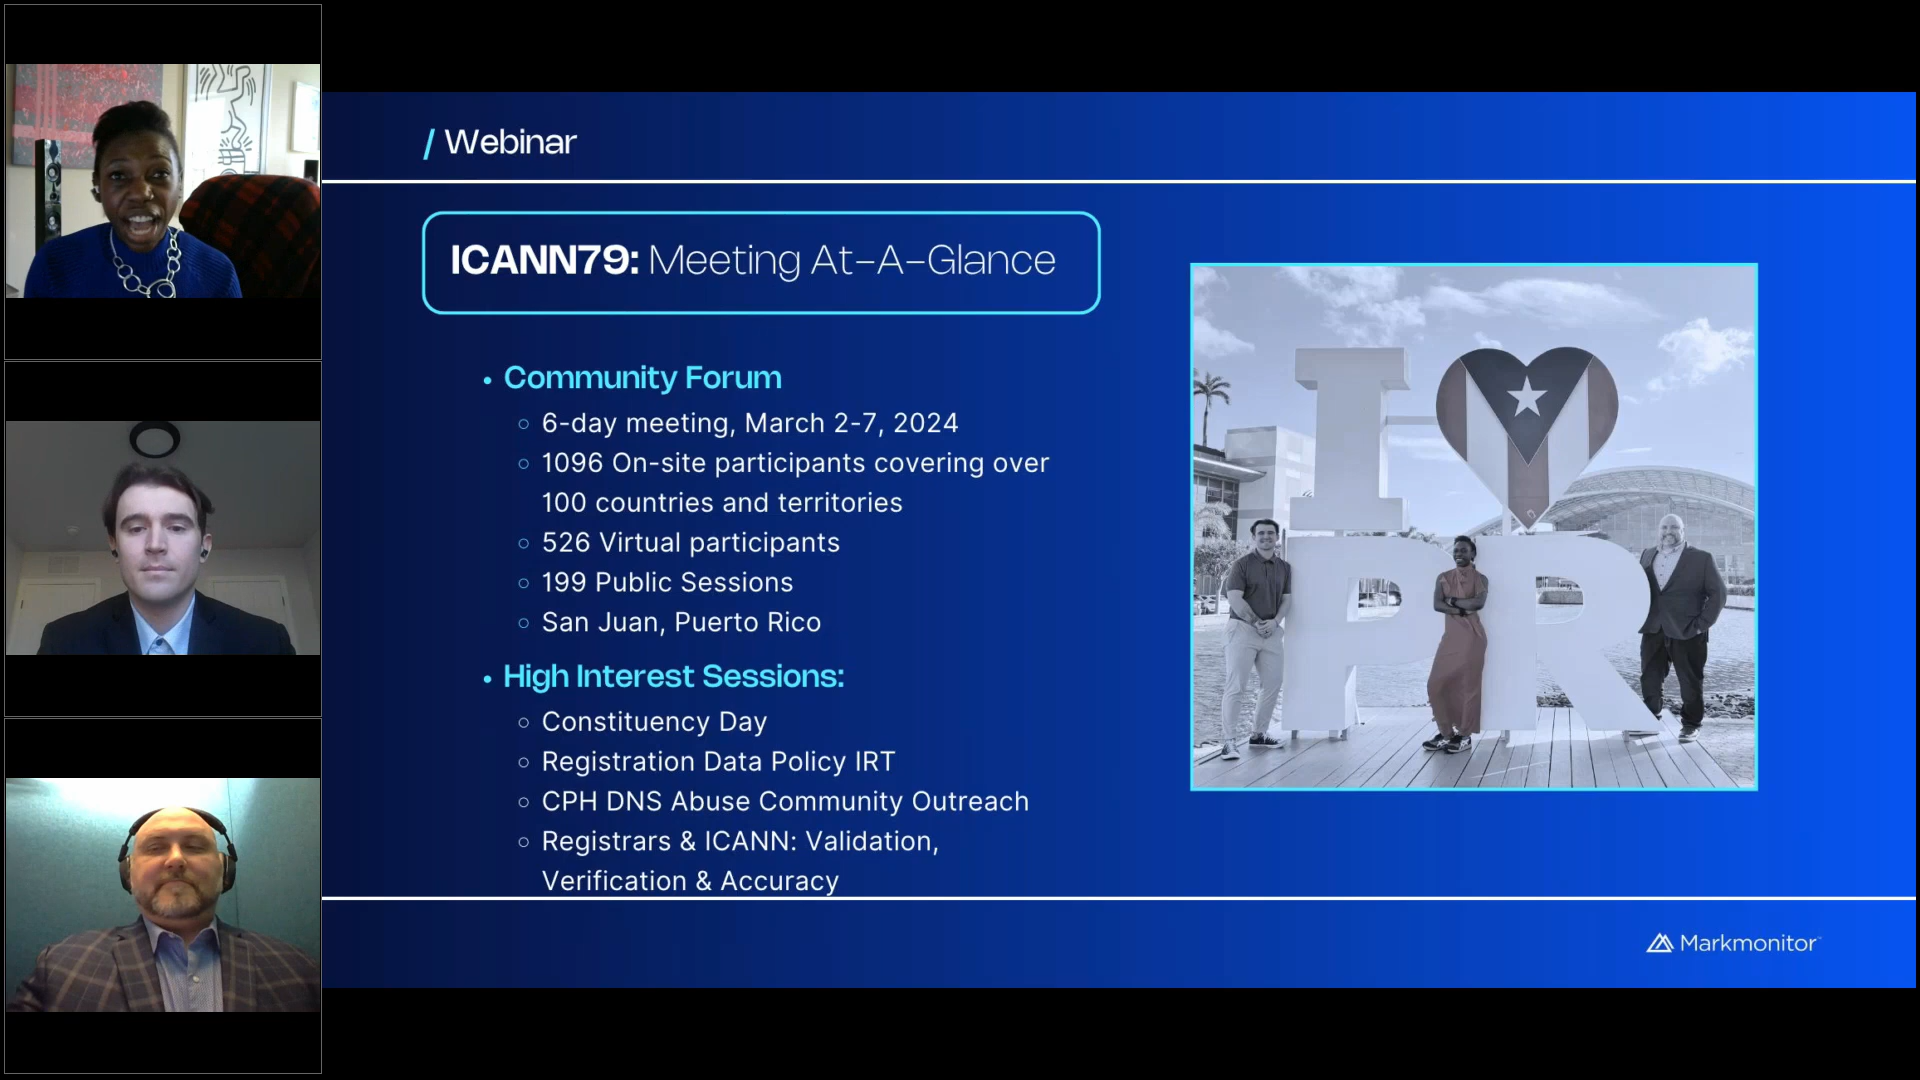 / Webinar
ICANN79: Meeting At-A-Glance
• Community Forum
○ 6-day meeting, March 2-7, 2024
○ 1096 On-site participants covering over
100 countries and territories
○ 526 Virtual participants
○ 199 Public Sessions
○ San Juan, Puerto Rico
• High Interest Sessions:
○ Constituency Day
○ Registration Data Policy IRT
○ CPH DNS Abuse Community Outreach
○ Registrars & ICANN: Validation,
Verification & Accuracy
I
PR
Markmonitor